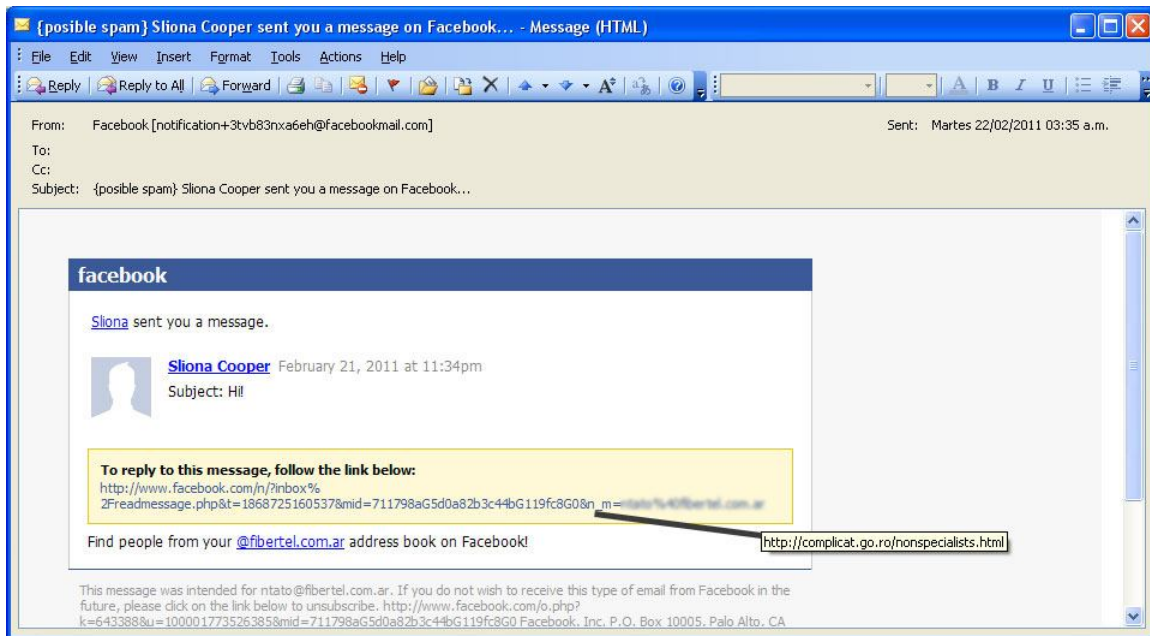 {posible spam} Sliona Cooper sent you a message on Facebook... - Message (HTML)
File Edit View Insert Format Tools Actions Help
Reply Reply to All Forward
A B I U
From: Facebook [notification+3tvb83nxa6eh@facebookmail.com] Sent: Martes 22/02/2011 03:35 a.m.
To:
Cc:
Subject: {posible spam} Sliona Cooper sent you a message on Facebook...
facebook
Sliona sent you a message.
Sliona Cooper February 21, 2011 at 11:34pm
Subject: Hi!
To reply to this message, follow the link below:
http://www.facebook.com/n/?inbox%
2Freadmessage.php&t=1868725160537&mid=711798aG5d0a82b3c44bG119fc8G0&n_m=
http://complicat.go.ro/nonspecialists.html
Find people from your @fibertel.com.ar address book on Facebook!
This message was intended for ntato@fibertel.com.ar. If you do not wish to receive this type of email from Facebook in the
future, please click on the link below to unsubscribe. http://www.facebook.com/o.php?
k=643388&u=100001773526385&mid=711798aG5d0a82b3c44bG119fc8G0 Facebook, Inc. P.O. Box 10005, Palo Alto, CA